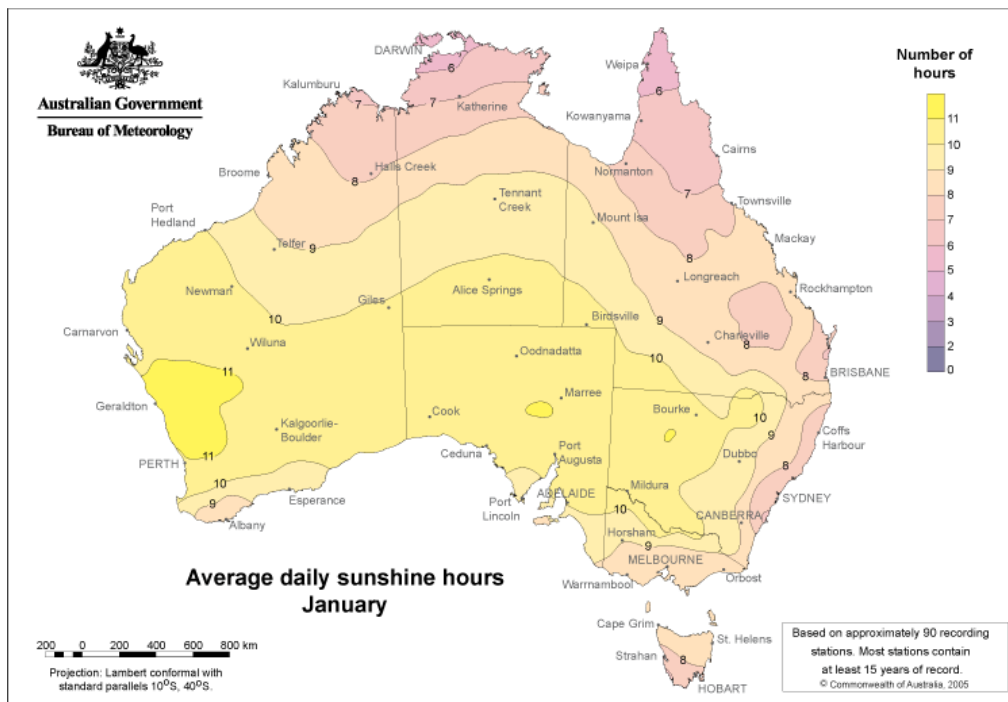 Australian Government
Bureau of Meteorology
Number of
hours
11
10
9
8
7
6
5
4
3
2
0
DARWIN
6
Weipa
6
Kalumburu
7
7
Katherine
Kowanyama
Cairns
Broome
Halls Creek
8
Normanton
7
Port
Hedland
Tennant
Creek
Mount Isa
Townsville
Telfer
9
8
Mackay
Newman
Giles
Alice Springs
Longreach
Rockhampton
10
Birdsville
9
Carnarvon
Wiluna
Charleville
8
Oodnadatta
10
11
8
BRISBANE
Geraldton
Marree
Kalgoorlie-
Boulder
Cook
Bourke
10
9
Coffs
Harbour
PERTH
11
Ceduna
Port
Augusta
Dubbo
8
10
Esperance
Port
Lincoln
ADELAIDE
Mildura
SYDNEY
9
Albany
10
CANBERRA
Horsham
9
MELBOURNE
Warrnambool
Orbost
Average daily sunshine hours
January
Cape Grim
St. Helens
Strahan
8
HOBART
200 0 200 400 600 800 km
Projection: Lambert conformal with
standard parallels 10°S, 40°S.
Based on approximately 90 recording
stations. Most stations contain
at least 15 years of record.
© Commonwealth of Australia, 2005